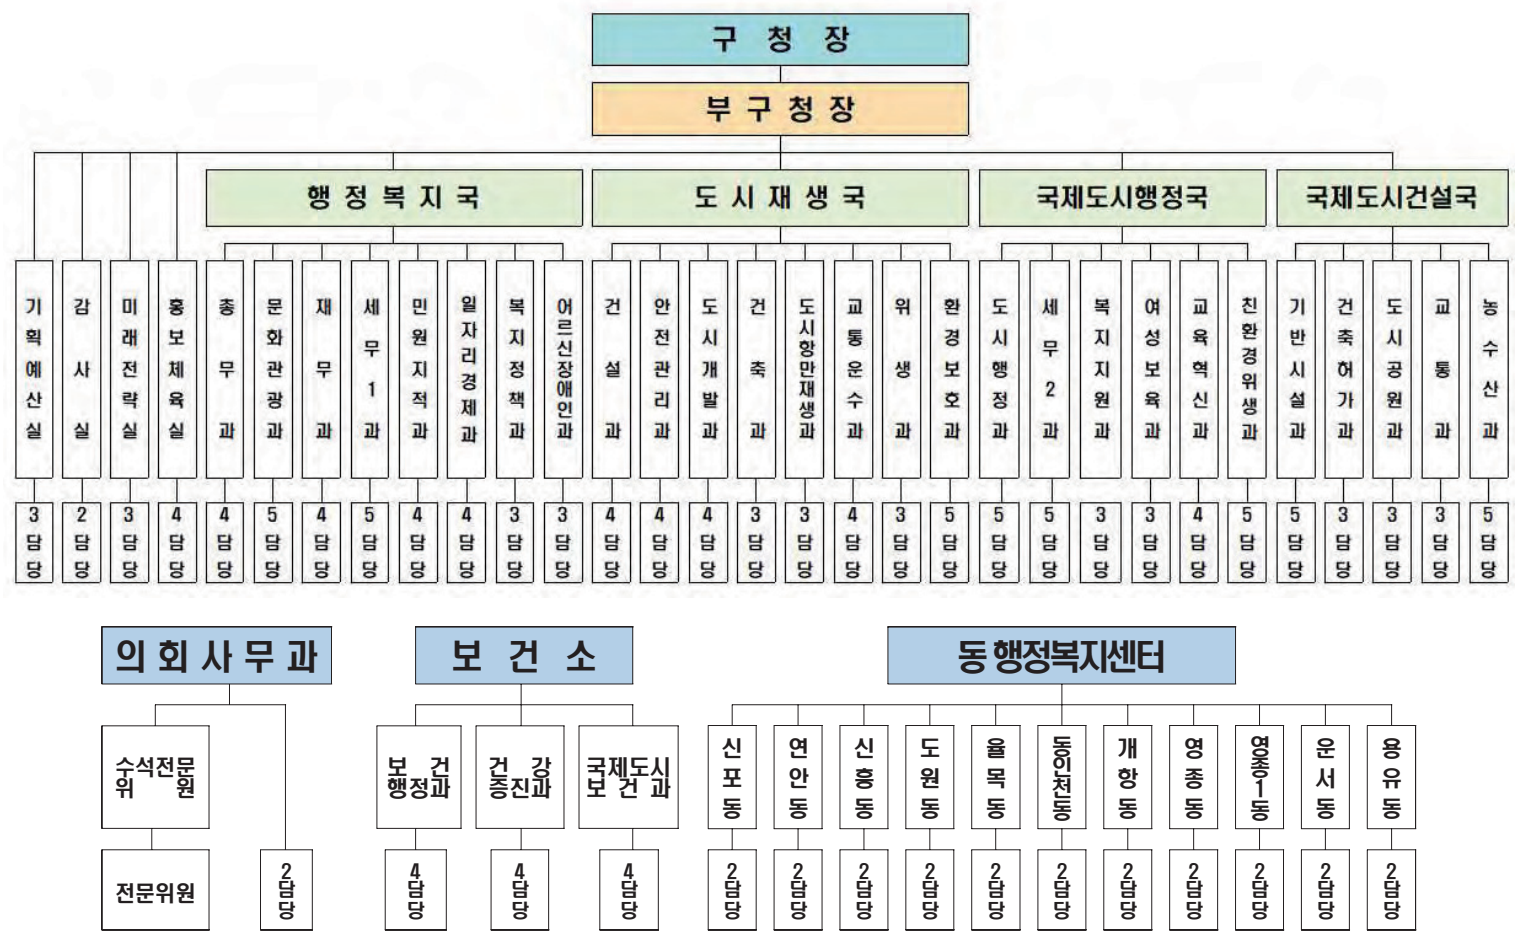 구청장
부구청장
행정복지국
도시재생국
국제도시행정국
국제도시건설국
기획예산실
감사실
미래전략실
홍보체육실
총무과
문화관광과
재무과
세무1과
민원지적과
일자리경제과
복지정책과
어르신장애인과
건설과
안전관리과
도시개발과
건축과
도시항만재생과
교통운수과
위생과
환경보호과
도시행정과
세무2과
복지지원과
여성보육과
교육혁신과
친환경위생과
기반시설과
건축허가과
도시공원과
교통과
농수산과
3담당
2담당
3담당
4담당
4담당
5담당
4담당
5담당
4담당
4담당
3담당
3담당
4담당
4담당
4담당
3담당
3담당
4담당
3담당
5담당
5담당
5담당
3담당
3담당
4담당
5담당
5담당
3담당
3담당
3담당
5담당
의회사무과
보건소
동행정복지센터
수석전문
위원
보건
행정과
건강
증진과
국제도시
보건과
신포동
연안동
신흥동
도원동
율목동
동인천동
개항동
영종동
영종1동
운서동
용유동
전문위원
2담당
4담당
4담당
4담당
2담당
2담당
2담당
2담당
2담당
2담당
2담당
2담당
2담당
2담당
2담당